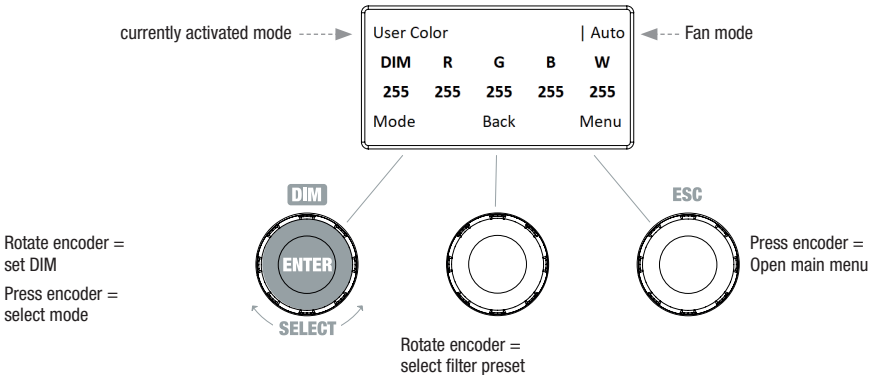 currently activated mode
User Color | Auto
Fan mode
DIM R G B W
255 255 255 255 255
Mode Back Menu
DIM
ESC
Rotate encoder =
set DIM
Press encoder =
select mode
ENTER
SELECT
Rotate encoder =
select filter preset
Press encoder =
Open main menu